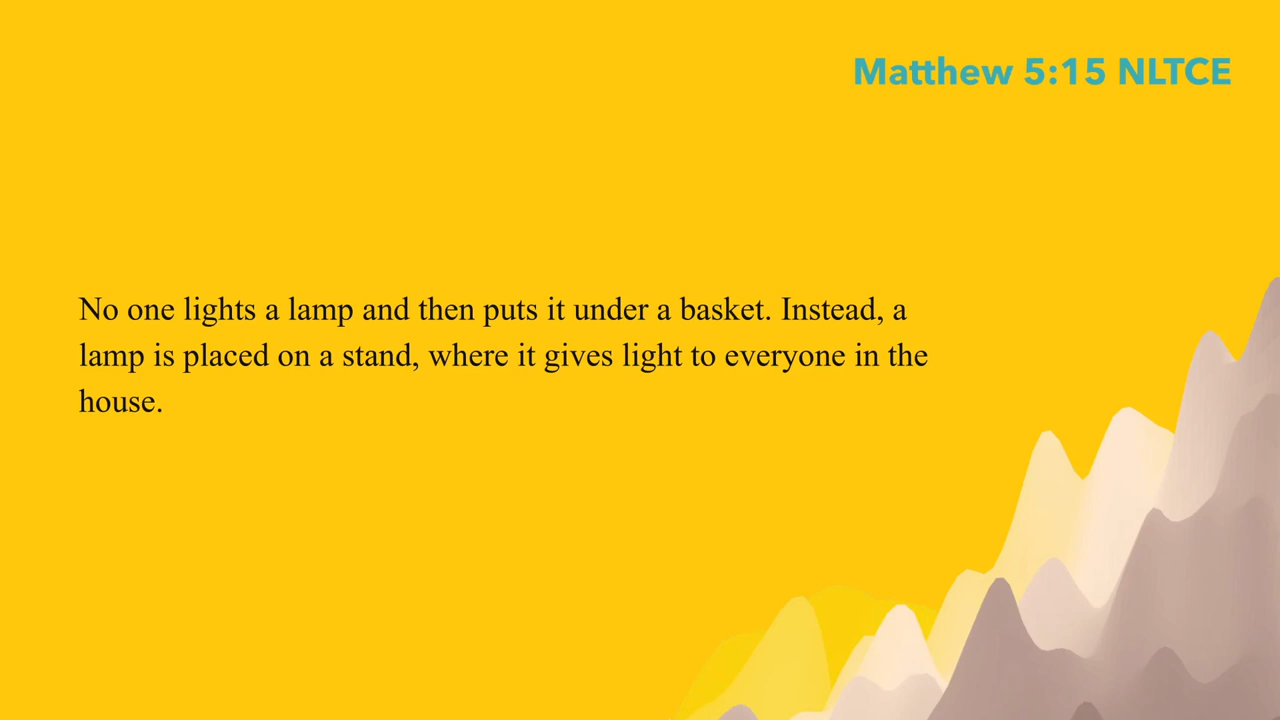 Matthew 5:15 NLTCE
No one lights a lamp and then puts it under a basket. Instead, a
lamp is placed on a stand, where it gives light to everyone in the
house.